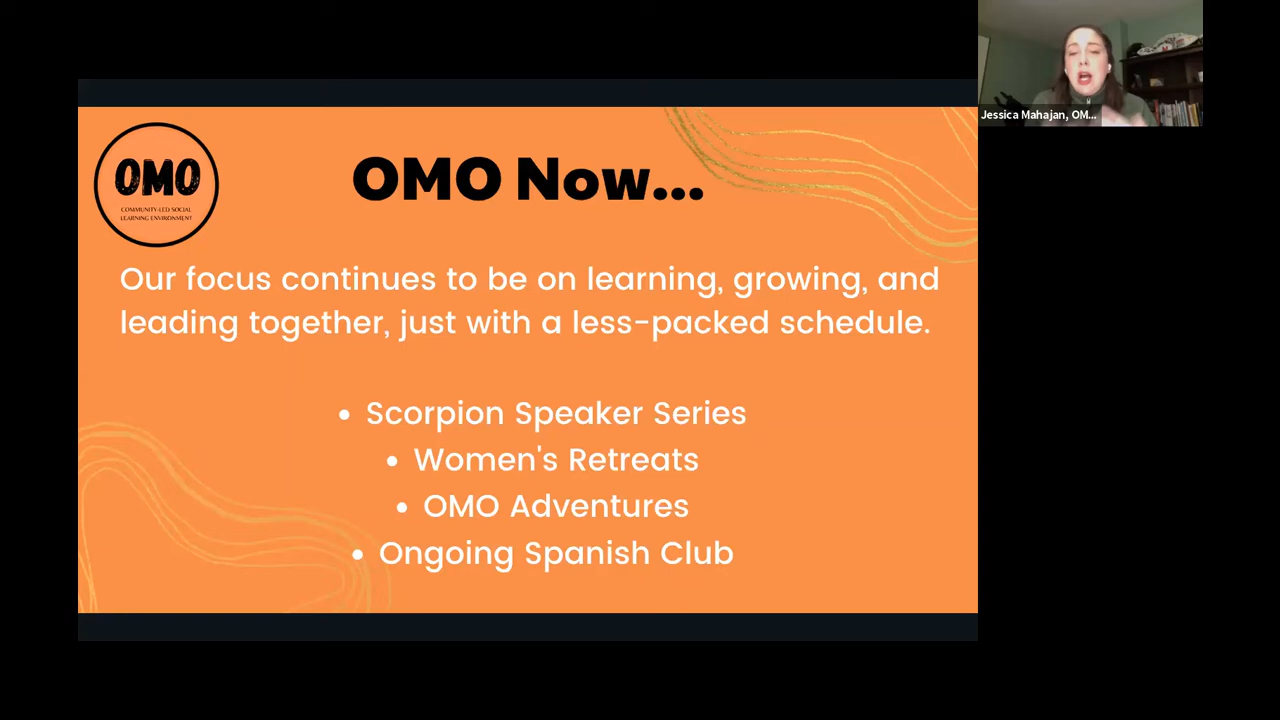 OMO
COMMUNITY-LED SOCIAL
LEARNING ENVIRONMENT
OMO Now...
Our focus continues to be on learning, growing, and
leading together, just with a less-packed schedule.
• Scorpion Speaker Series
• Women's Retreats
• OMO Adventures
• Ongoing Spanish Club
Jessica Mahajan, OM...